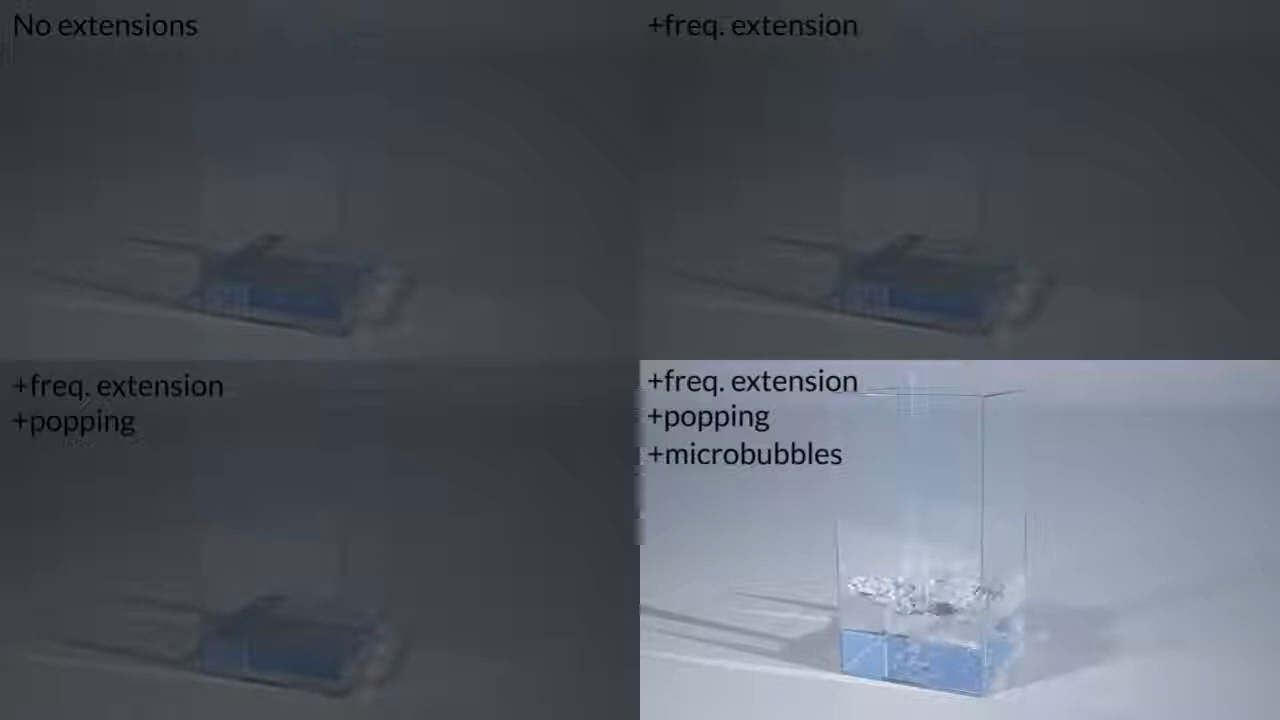 No extensions
+freq. extension
+freq. extension
+popping
+freq. extension
+popping
+microbubbles